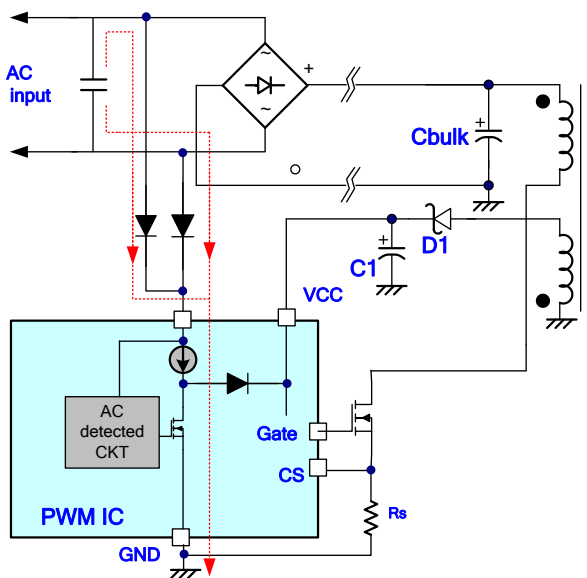 AC
input
~
+
~
+
Cbulk
+
C1
D1
VCC
AC
detected
CKT
Gate
CS
PWM IC
Rs
GND